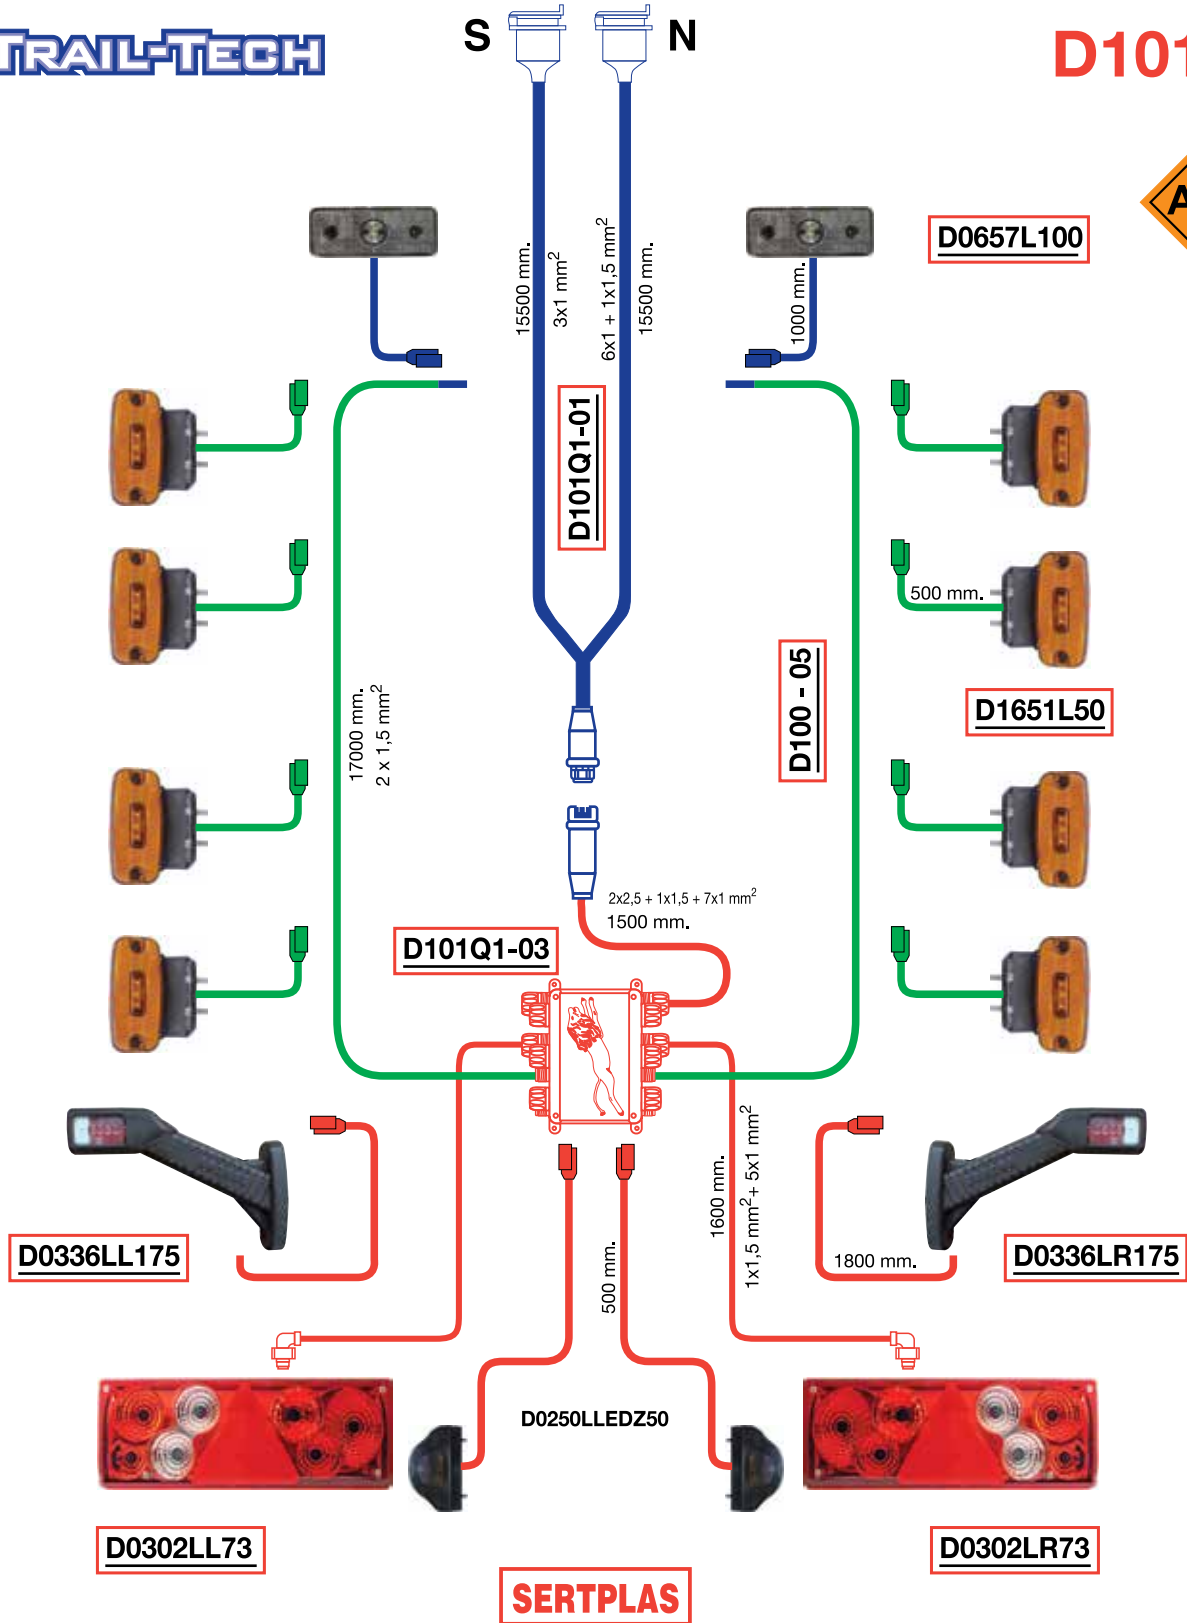 TRAIL-TECH
S
N
D101
D0657L100
15500 mm.
3x1 mm²
6x1 + 1x1,5 mm²
15500 mm.
1000 mm.
D101Q1-01
500 mm.
D1651L50
17000 mm.
2 x 1,5 mm²
D100 - 05
2x2,5 + 1x1,5 + 7x1 mm²
1500 mm.
D101Q1-03
1600 mm.
1x1,5 mm²+ 5x1 mm²
D0336LL175
500 mm.
1800 mm.
D0336LR175
D0250LLEDZ50
D0302LL73
D0302LR73
SERTPLAS